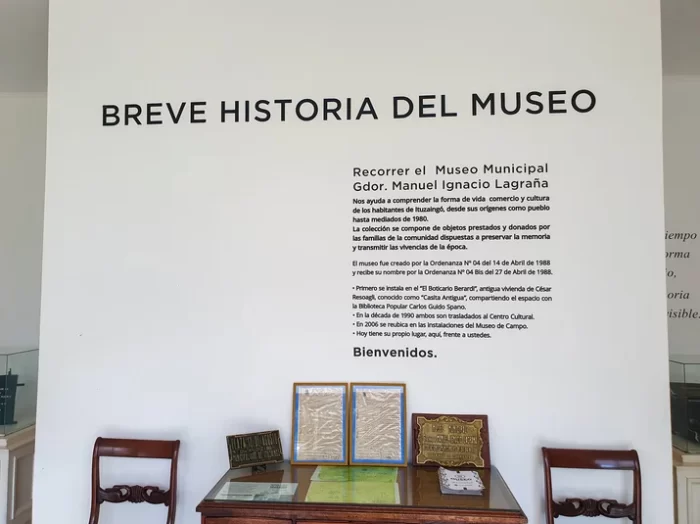 BREVE HISTORIA DEL MUSEO
Recorrer el Museo Municipal
Gdor. Manuel Ignacio Lagraña
Nos ayuda a comprender la forma de vida comercio y cultura
de los habitantes de Ituzaingó, desde sus orígenes como pueblo
hasta mediados de 1980.
La colección se compone de objetos prestados y donados por
las familias de la comunidad dispuestas a preservar la memoria
y transmitir las vivencias de la época.
El museo fue creado por la Ordenanza Nº 04 del 14 de Abril de 1988
y recibe su nombre por la Ordenanza Nº 04 Bis del 27 de Abril de 1988.
• Primero se instala en el "El Boticario Berardi", antigua vivienda de César
Resoagli, conocido como "Casita Antigua", compartiendo el espacio con
la Biblioteca Popular Carlos Guido Spano.
• En la década de 1990 ambos son trasladados al Centro Cultural.
• En 2006 se reubica en las instalaciones del Museo de Campo.
• Hoy tiene su propio lugar, aquí, frente a ustedes.
Bienvenidos.
iempo
orma
o,
oria
isible.